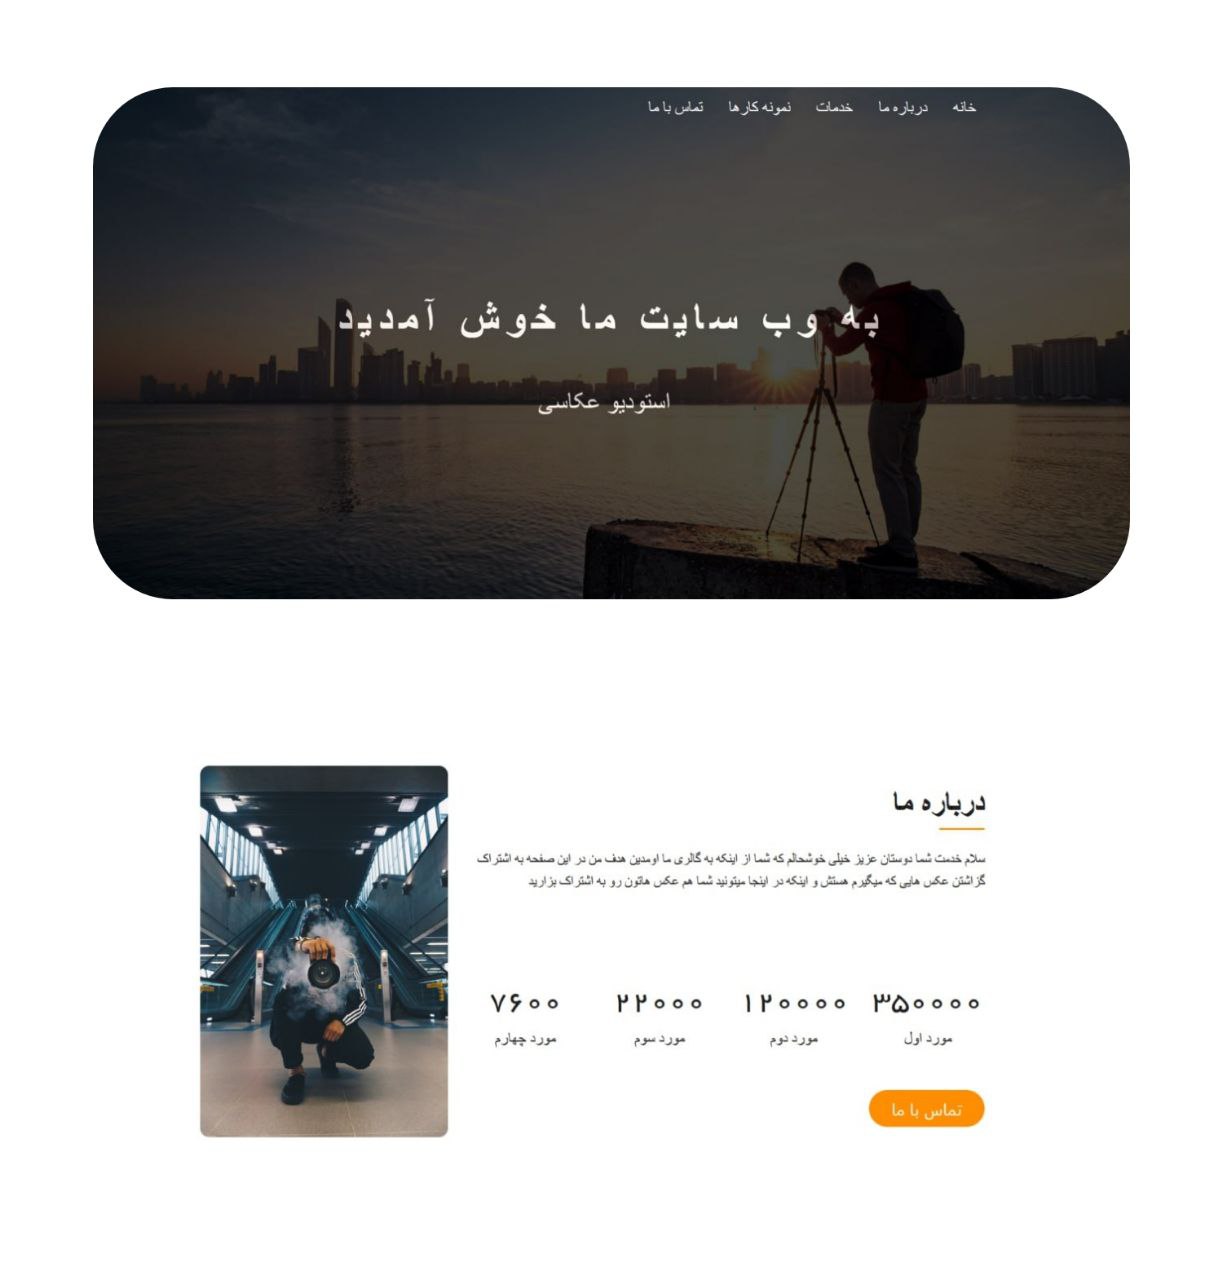 خانه
درباره ما
خدمات
نمونه کار ها
تماس با ما
به وب سایت ما خوش آمدید
استودیو عکاسی
درباره ما
سلام خدمت شما دوستان عزیز خیلی خوشحالم که شما از اینکه به گالری ما اومدین هدف من در این صفحه به اشتراک
گزاشتن عکس هایی که میگیرم هستش و اینکه در اینجا میتونید شما هم عکس هاتون رو به اشتراک بزارید
۳۵۰۰۰۰
مورد اول
۱۲۰۰۰۰
مورد دوم
۲۲۰۰۰
مورد سوم
۷۶۰۰
مورد چهارم
تماس با ما